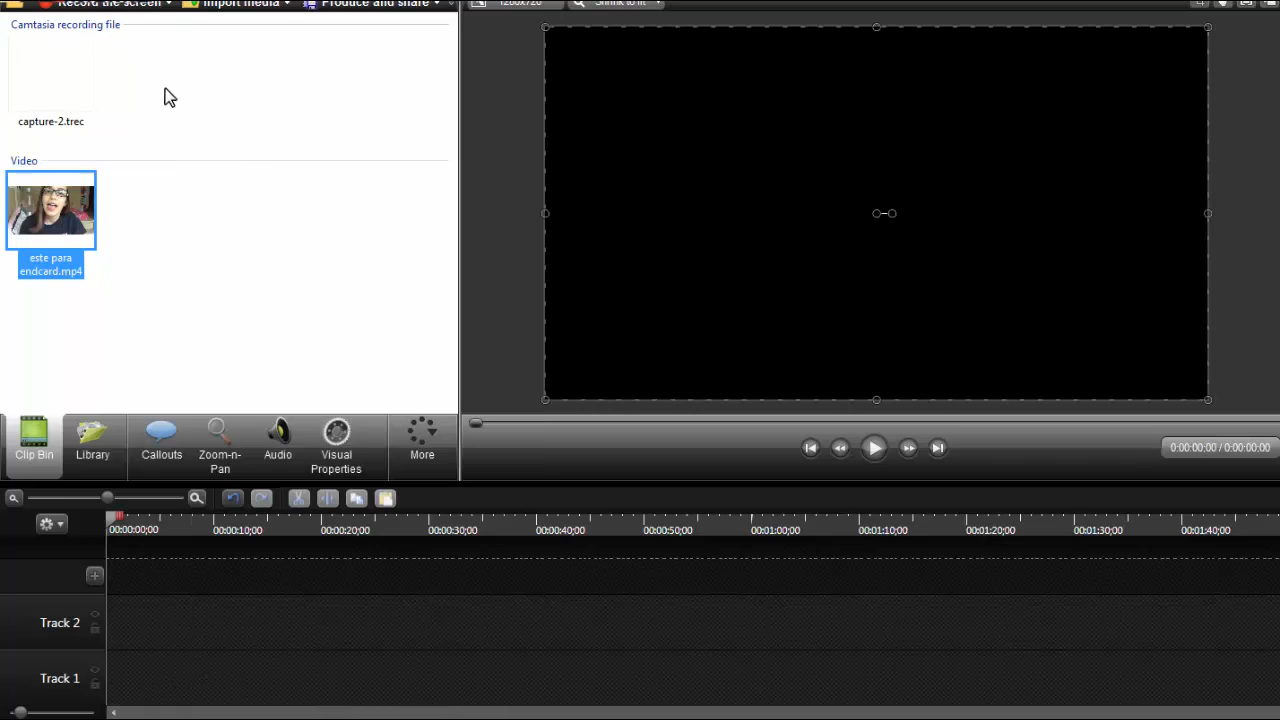 Record the screen
Import media
Produce and share
1280x720
Shrink to fit
Camtasia recording file
capture-2.trec
Video
este para
endcard.mp4
Clip Bin
Library
Callouts
Zoom-n-
Pan
Audio
Visual
Properties
More
0:00:00;00 / 0:00:00;00
00:00:00;00
00:00:10;00
00:00:20;00
00:00:30;00
00:00:40;00
00:00:50;00
00:01:00;00
00:01:10;00
00:01:20;00
00:01:30;00
00:01:40;00
Track 2
Track 1